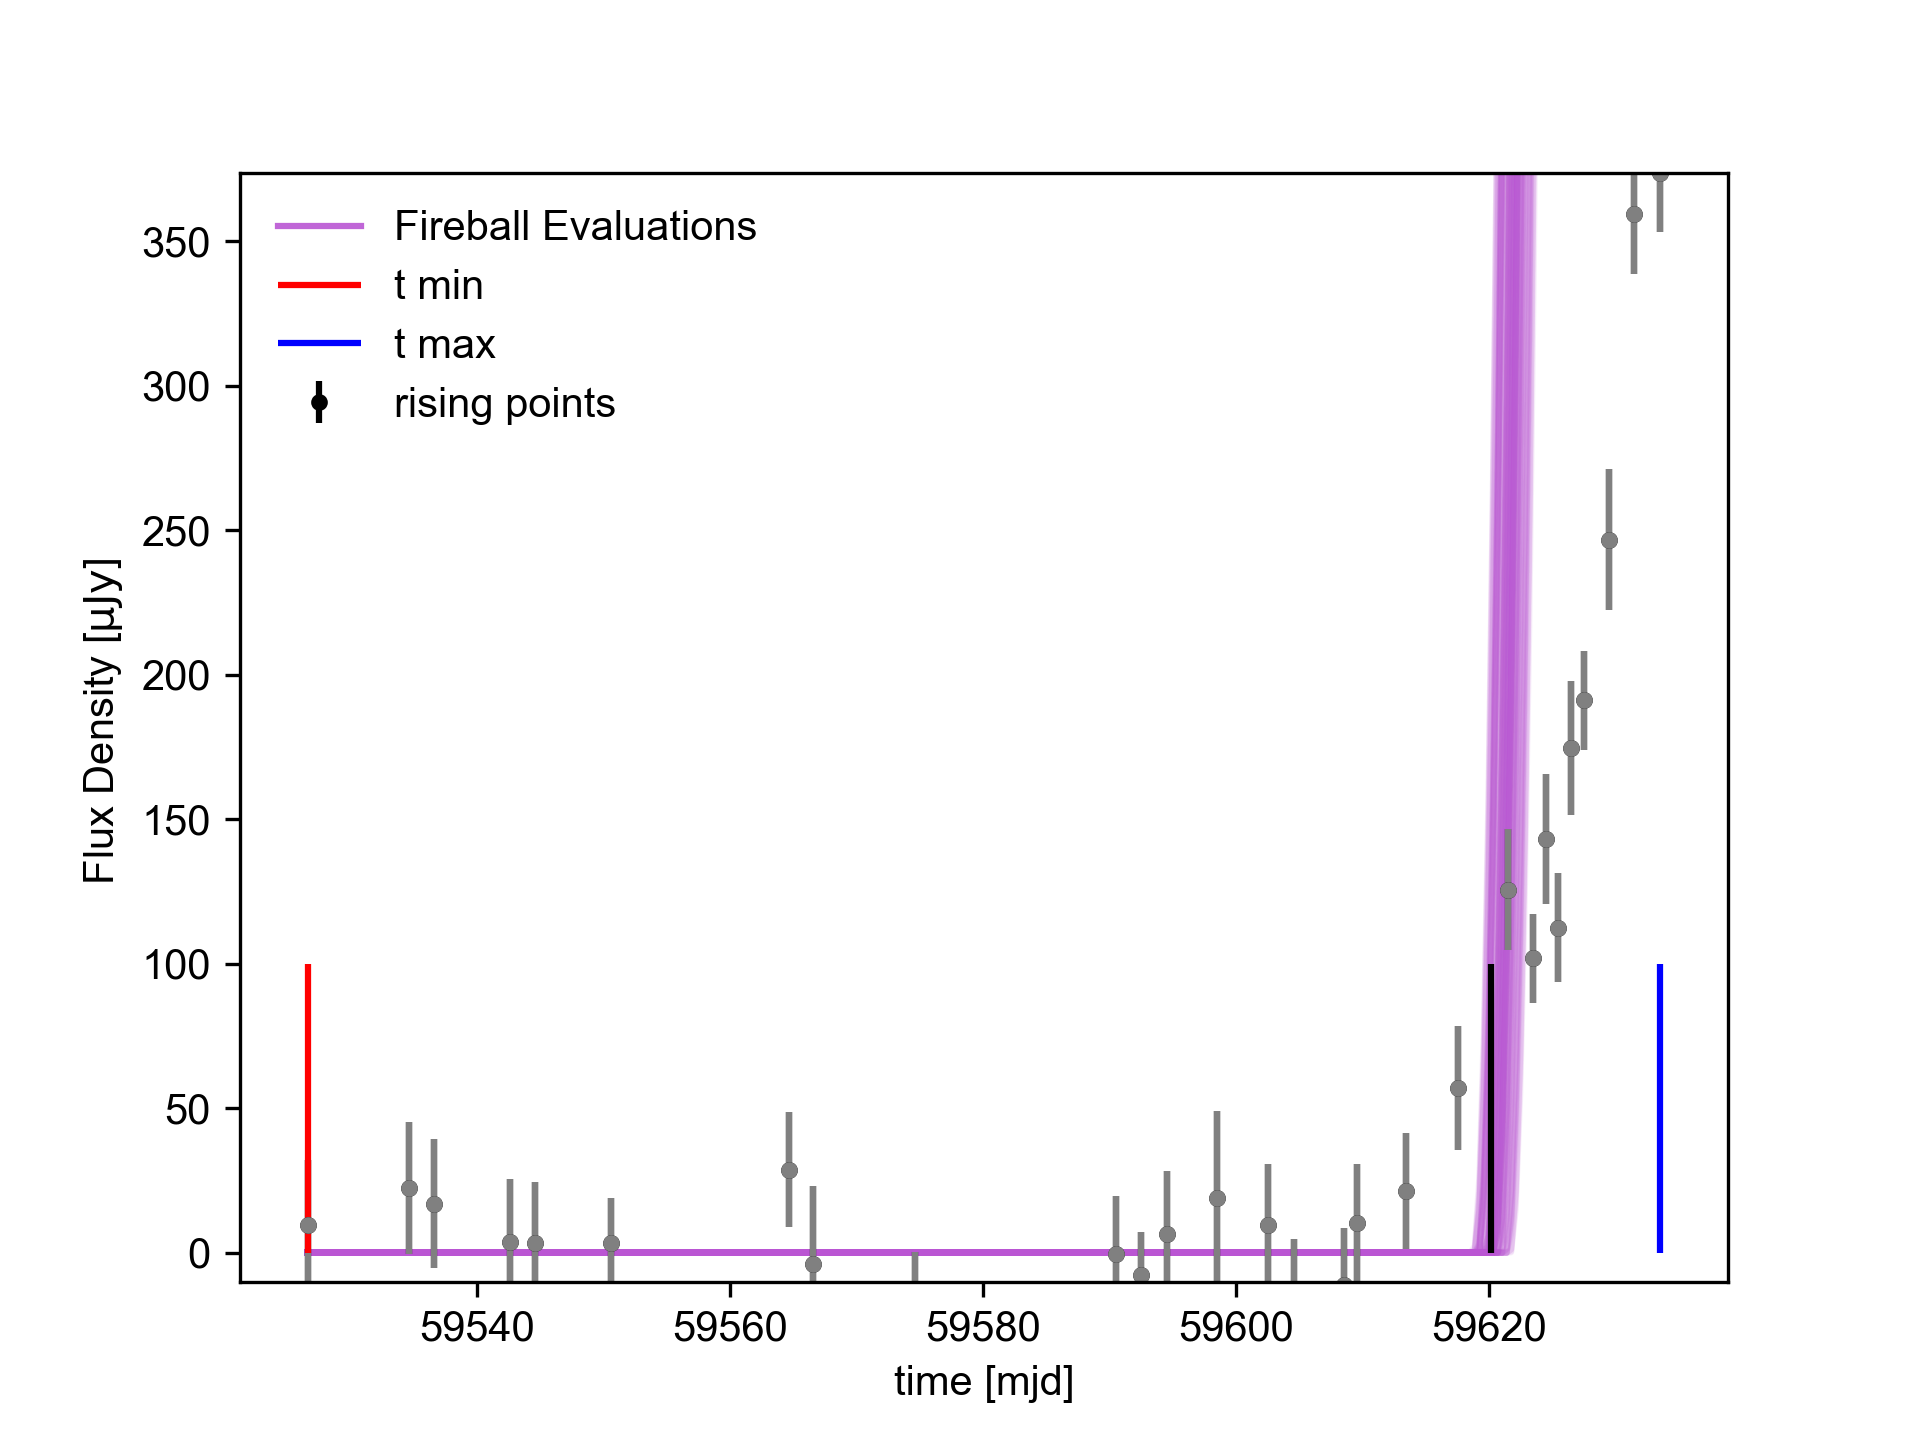 Fireball Evaluations
t min
t max
rising points
350
300
250
200
150
100
50
0
Flux Density [µJy]
59540 59560 59580 59600 59620
time [mjd]